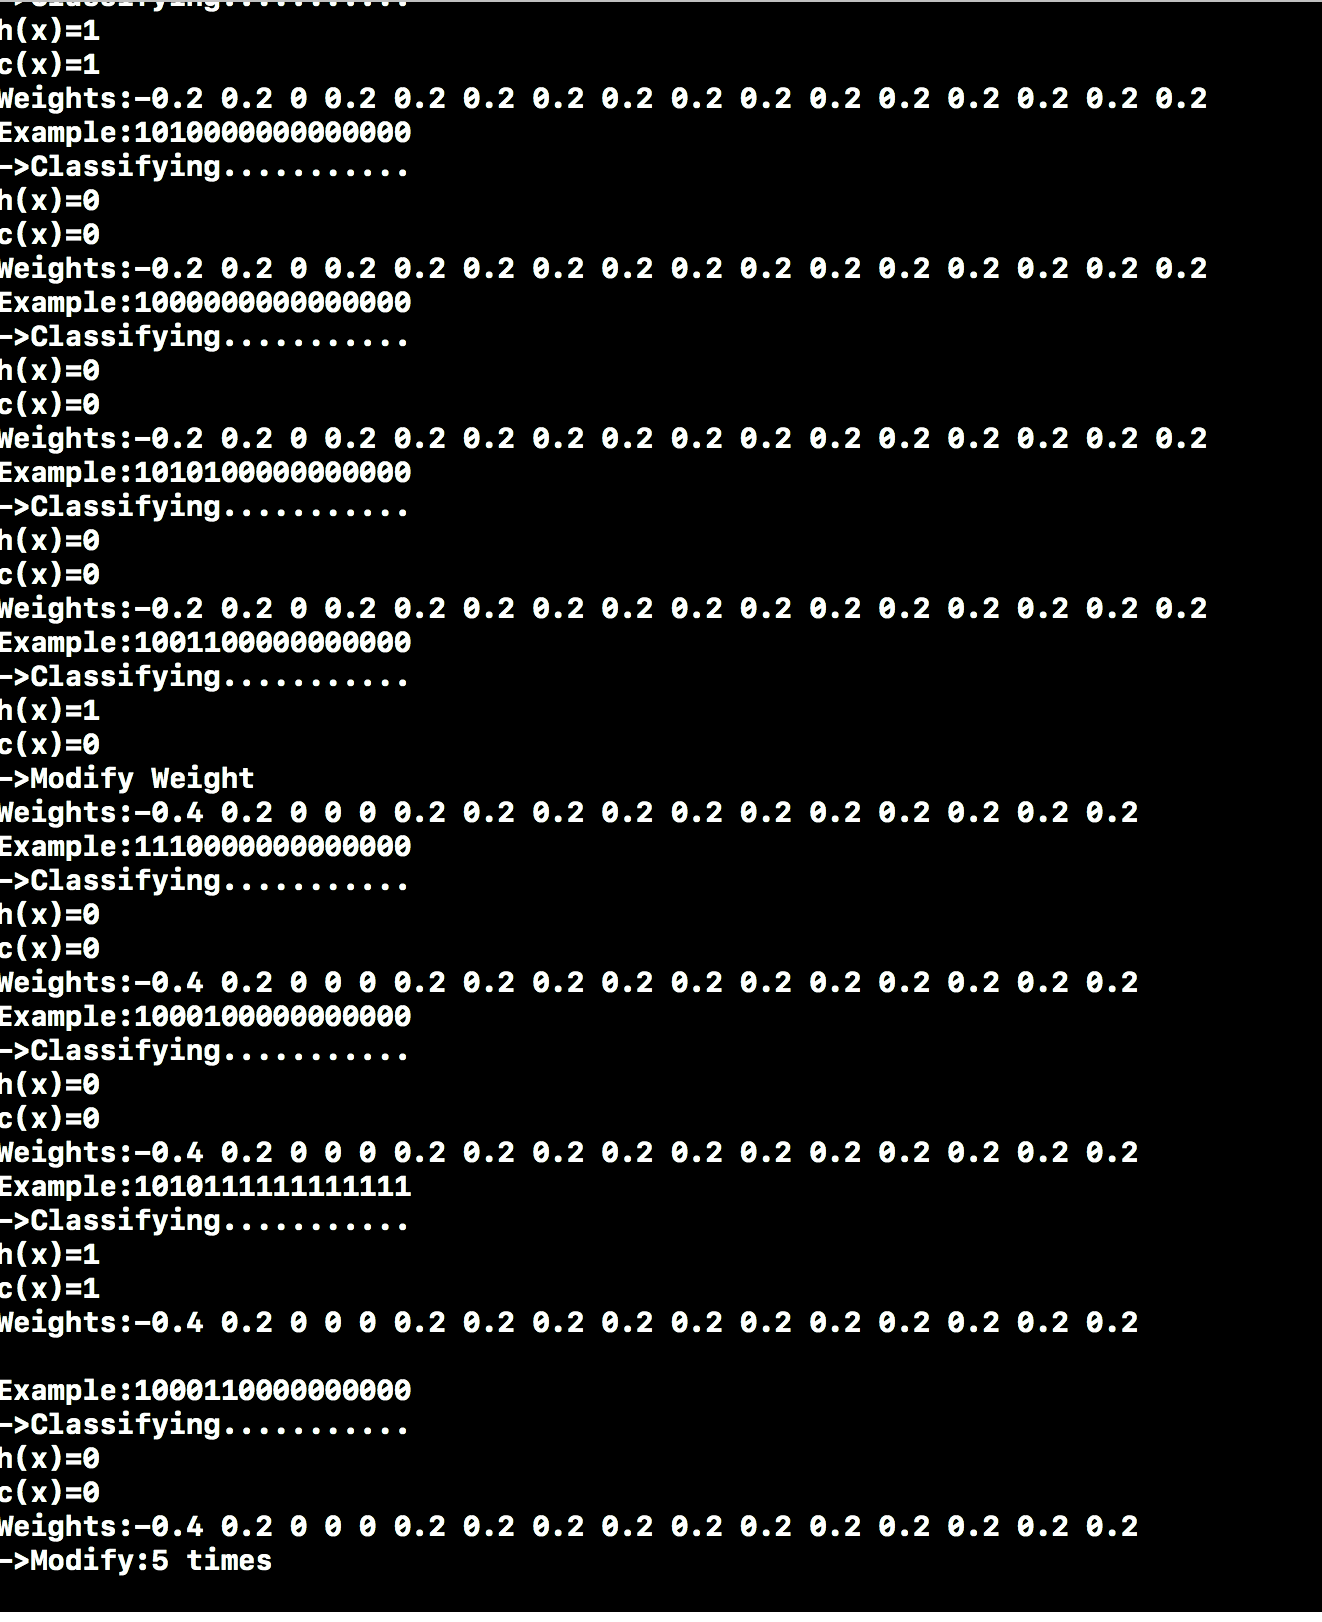 ->Classifying...........
h(x)=1
c(x)=1
Weights:-0.2 0.2 0 0.2 0.2 0.2 0.2 0.2 0.2 0.2 0.2 0.2 0.2 0.2 0.2 0.2
Example:1010000000000000
->Classifying...........
h(x)=0
c(x)=0
Weights:-0.2 0.2 0 0.2 0.2 0.2 0.2 0.2 0.2 0.2 0.2 0.2 0.2 0.2 0.2 0.2
Example:1000000000000000
->Classifying...........
h(x)=0
c(x)=0
Weights:-0.2 0.2 0 0.2 0.2 0.2 0.2 0.2 0.2 0.2 0.2 0.2 0.2 0.2 0.2 0.2
Example:1010100000000000
->Classifying...........
h(x)=0
c(x)=0
Weights:-0.2 0.2 0 0.2 0.2 0.2 0.2 0.2 0.2 0.2 0.2 0.2 0.2 0.2 0.2 0.2
Example:1001100000000000
->Classifying...........
h(x)=1
c(x)=0
->Modify Weight
Weights:-0.4 0.2 0 0 0 0.2 0.2 0.2 0.2 0.2 0.2 0.2 0.2 0.2 0.2 0.2
Example:1110000000000000
->Classifying...........
h(x)=0
c(x)=0
Weights:-0.4 0.2 0 0 0 0.2 0.2 0.2 0.2 0.2 0.2 0.2 0.2 0.2 0.2 0.2
Example:1000100000000000
->Classifying...........
h(x)=0
c(x)=0
Weights:-0.4 0.2 0 0 0 0.2 0.2 0.2 0.2 0.2 0.2 0.2 0.2 0.2 0.2 0.2
Example:1010111111111111
->Classifying...........
h(x)=1
c(x)=1
Weights:-0.4 0.2 0 0 0 0.2 0.2 0.2 0.2 0.2 0.2 0.2 0.2 0.2 0.2 0.2
Example:1000110000000000
->Classifying...........
h(x)=0
c(x)=0
Weights:-0.4 0.2 0 0 0 0.2 0.2 0.2 0.2 0.2 0.2 0.2 0.2 0.2 0.2 0.2
->Modify:5 times